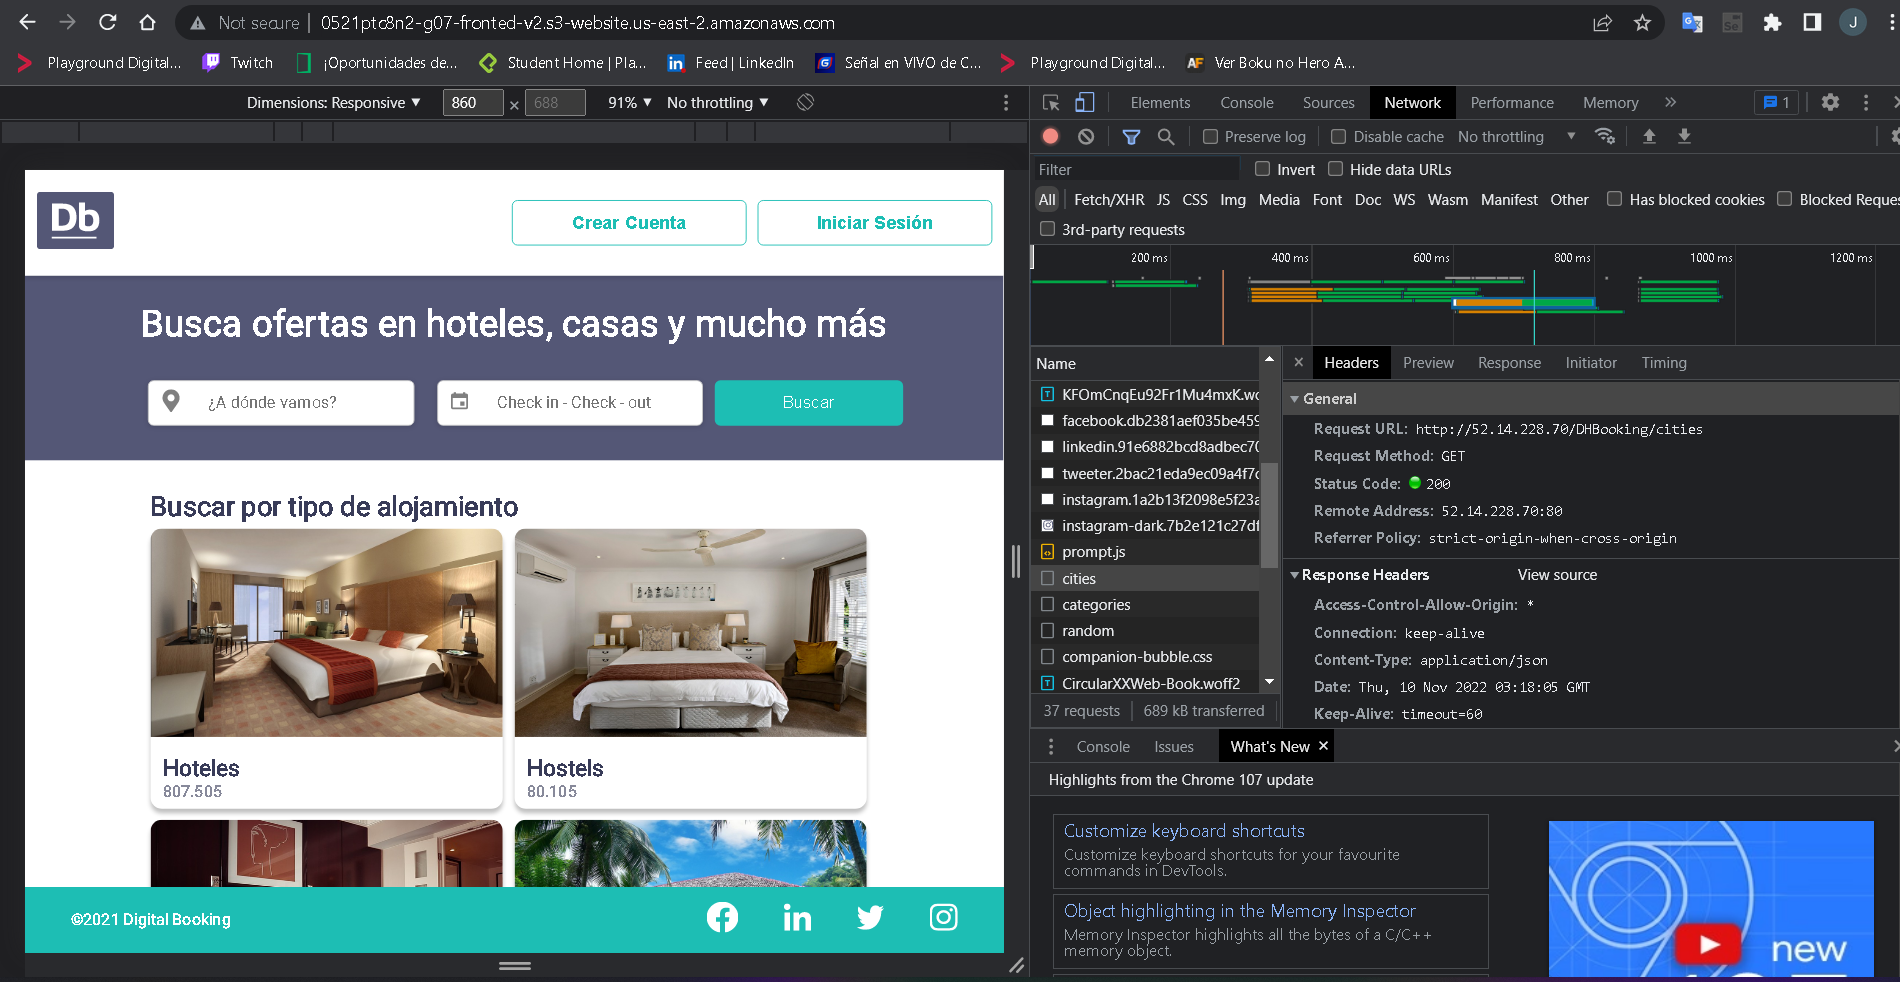 Not secure | 0521ptc8n2-g07-fronted-v2.s3-website.us-east-2.amazonaws.com
J
Playground Digital... Twitch ¡Oportunidades de... Student Home | Pla... Feed | LinkedIn Señal en VIVO de C... Playground Digital... Ver Boku no Hero A...
Dimensions: Responsive ▼ 860 × 688 91% ▼ No throttling ▼
Elements Console Sources Network Performance Memory » 1
Preserve log Disable cache No throttling ▼
Filter Invert Hide data URLs
All Fetch/XHR JS CSS Img Media Font Doc WS Wasm Manifest Other Has blocked cookies Blocked Reques
3rd-party requests
200 ms 400 ms 600 ms 800 ms 1000 ms 1200 ms
Db
Crear Cuenta
Iniciar Sesión
Busca ofertas en hoteles, casas y mucho más
¿A dónde vamos?
Check in - Check - out
Buscar
Buscar por tipo de alojamiento
Hoteles
807.505
Hostels
80.105
©2021 Digital Booking
Name
KFOmCnqEu92Fr1Mu4mxK.wo
facebook.db2381aef035be459
linkedin.91e6882bcd8adbec70
tweeter.2bac21eda9ec09a4f7c
instagram.1a2b13f2098e5f23a
instagram-dark.7b2e121c27df
prompt.js
cities
categories
random
companion-bubble.css
CircularXXWeb-Book.woff2
37 requests | 689 kB transferred
× Headers Preview Response Initiator Timing
General
Request URL: http://52.14.228.70/DHBooking/cities
Request Method: GET
Status Code: 200
Remote Address: 52.14.228.70:80
Referrer Policy: strict-origin-when-cross-origin
Response Headers View source
Access-Control-Allow-Origin: *
Connection: keep-alive
Content-Type: application/json
Date: Thu, 10 Nov 2022 03:18:05 GMT
Keep-Alive: timeout=60
Console Issues What's New ×
Highlights from the Chrome 107 update
Customize keyboard shortcuts
Customize keyboard shortcuts for your favourite
commands in DevTools.
Object highlighting in the Memory Inspector
Memory Inspector highlights all the bytes of a C/C++
memory object.
new